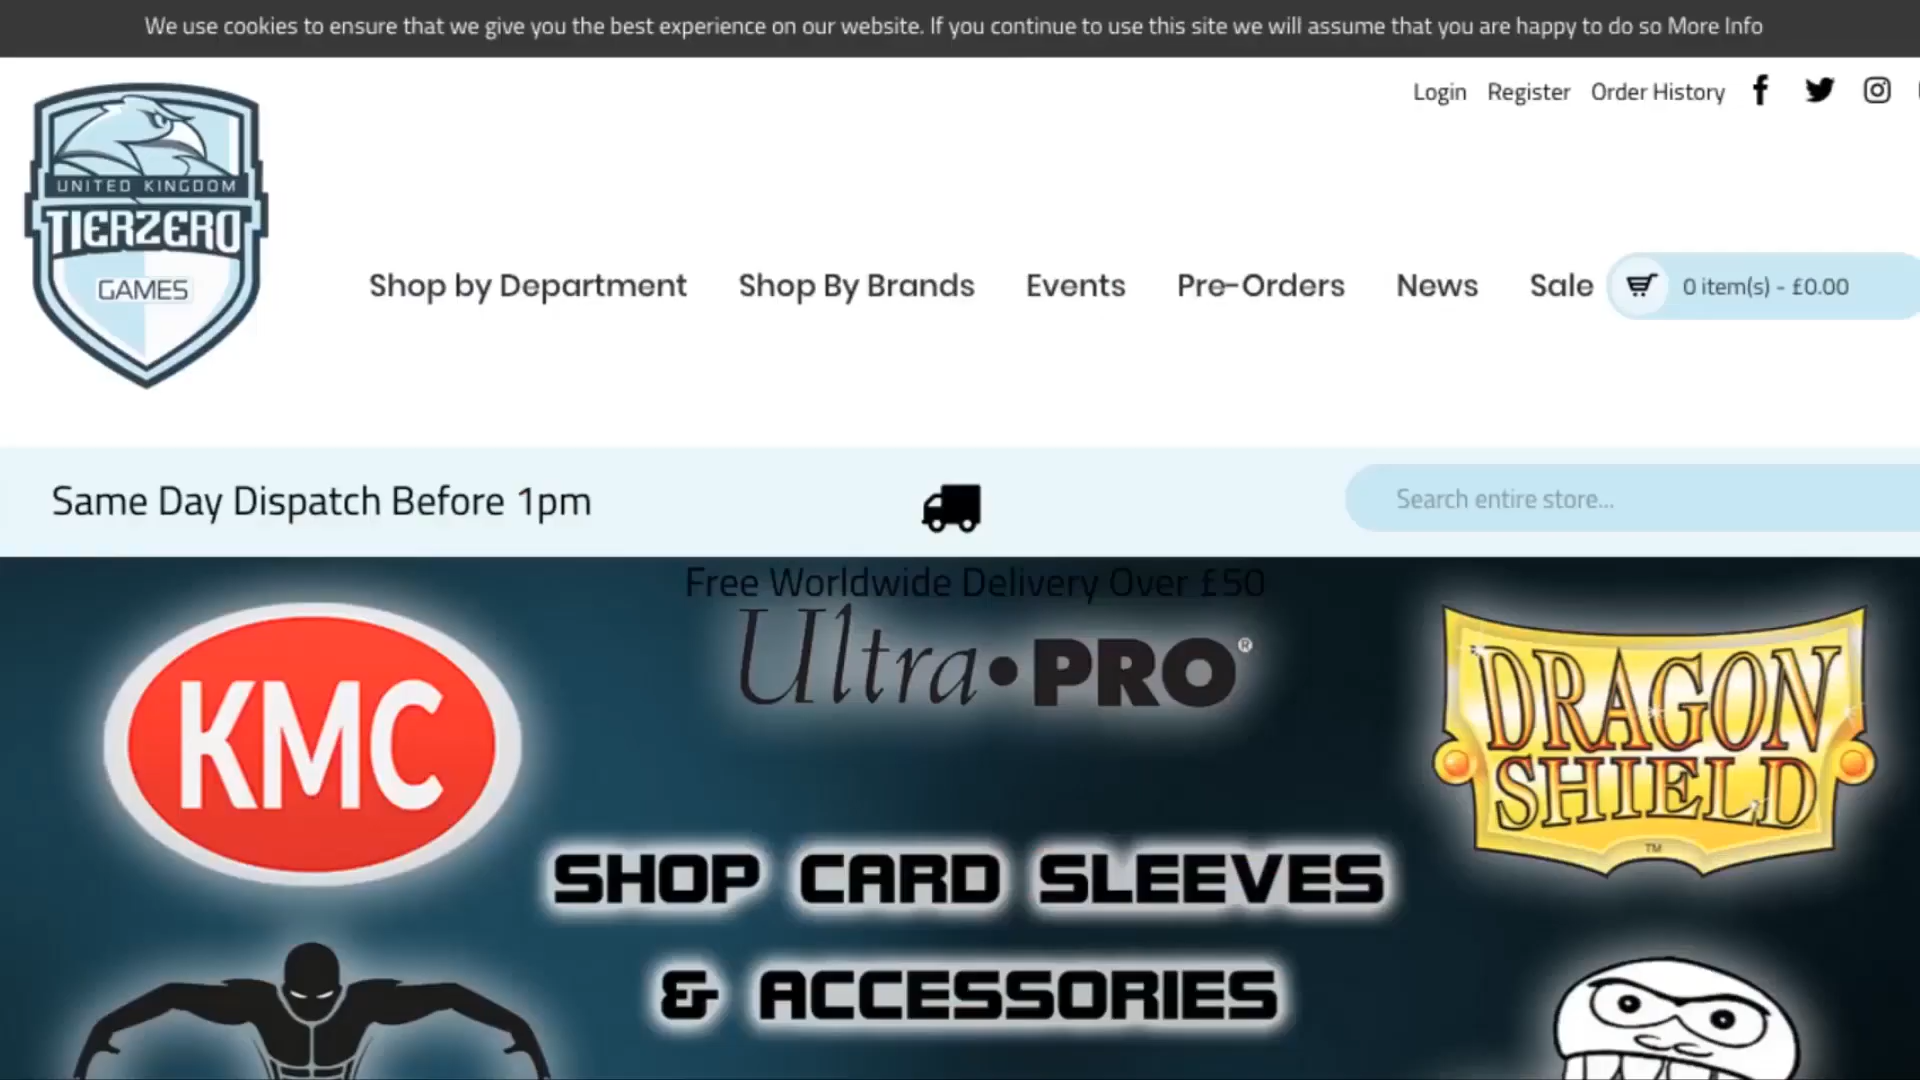 We use cookies to ensure that we give you the best experience on our website. If you continue to use this site we will assume that you are happy to do so More Info
Login Register Order History
UNITED KINGDOM
TIERZERO
GAMES
Shop by Department Shop By Brands Events Pre-Orders News Sale 0 item(s) - £0.00
Same Day Dispatch Before 1pm
Search entire store...
Free Worldwide Delivery Over £50
KMC
Ultra•PRO®
DRAGON
SHIELD
TM
SHOP CARD SLEEVES
& ACCESSORIES